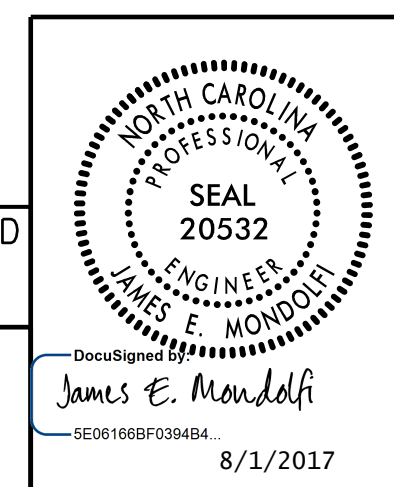 NORTH CAROLINA
PROFESSIONAL
SEAL
20532
ENGINEER
JAMES E. MONDOLFI
D
DocuSigned by:
James E. Mondolfi
5E06166BF0394B4...
8/1/2017